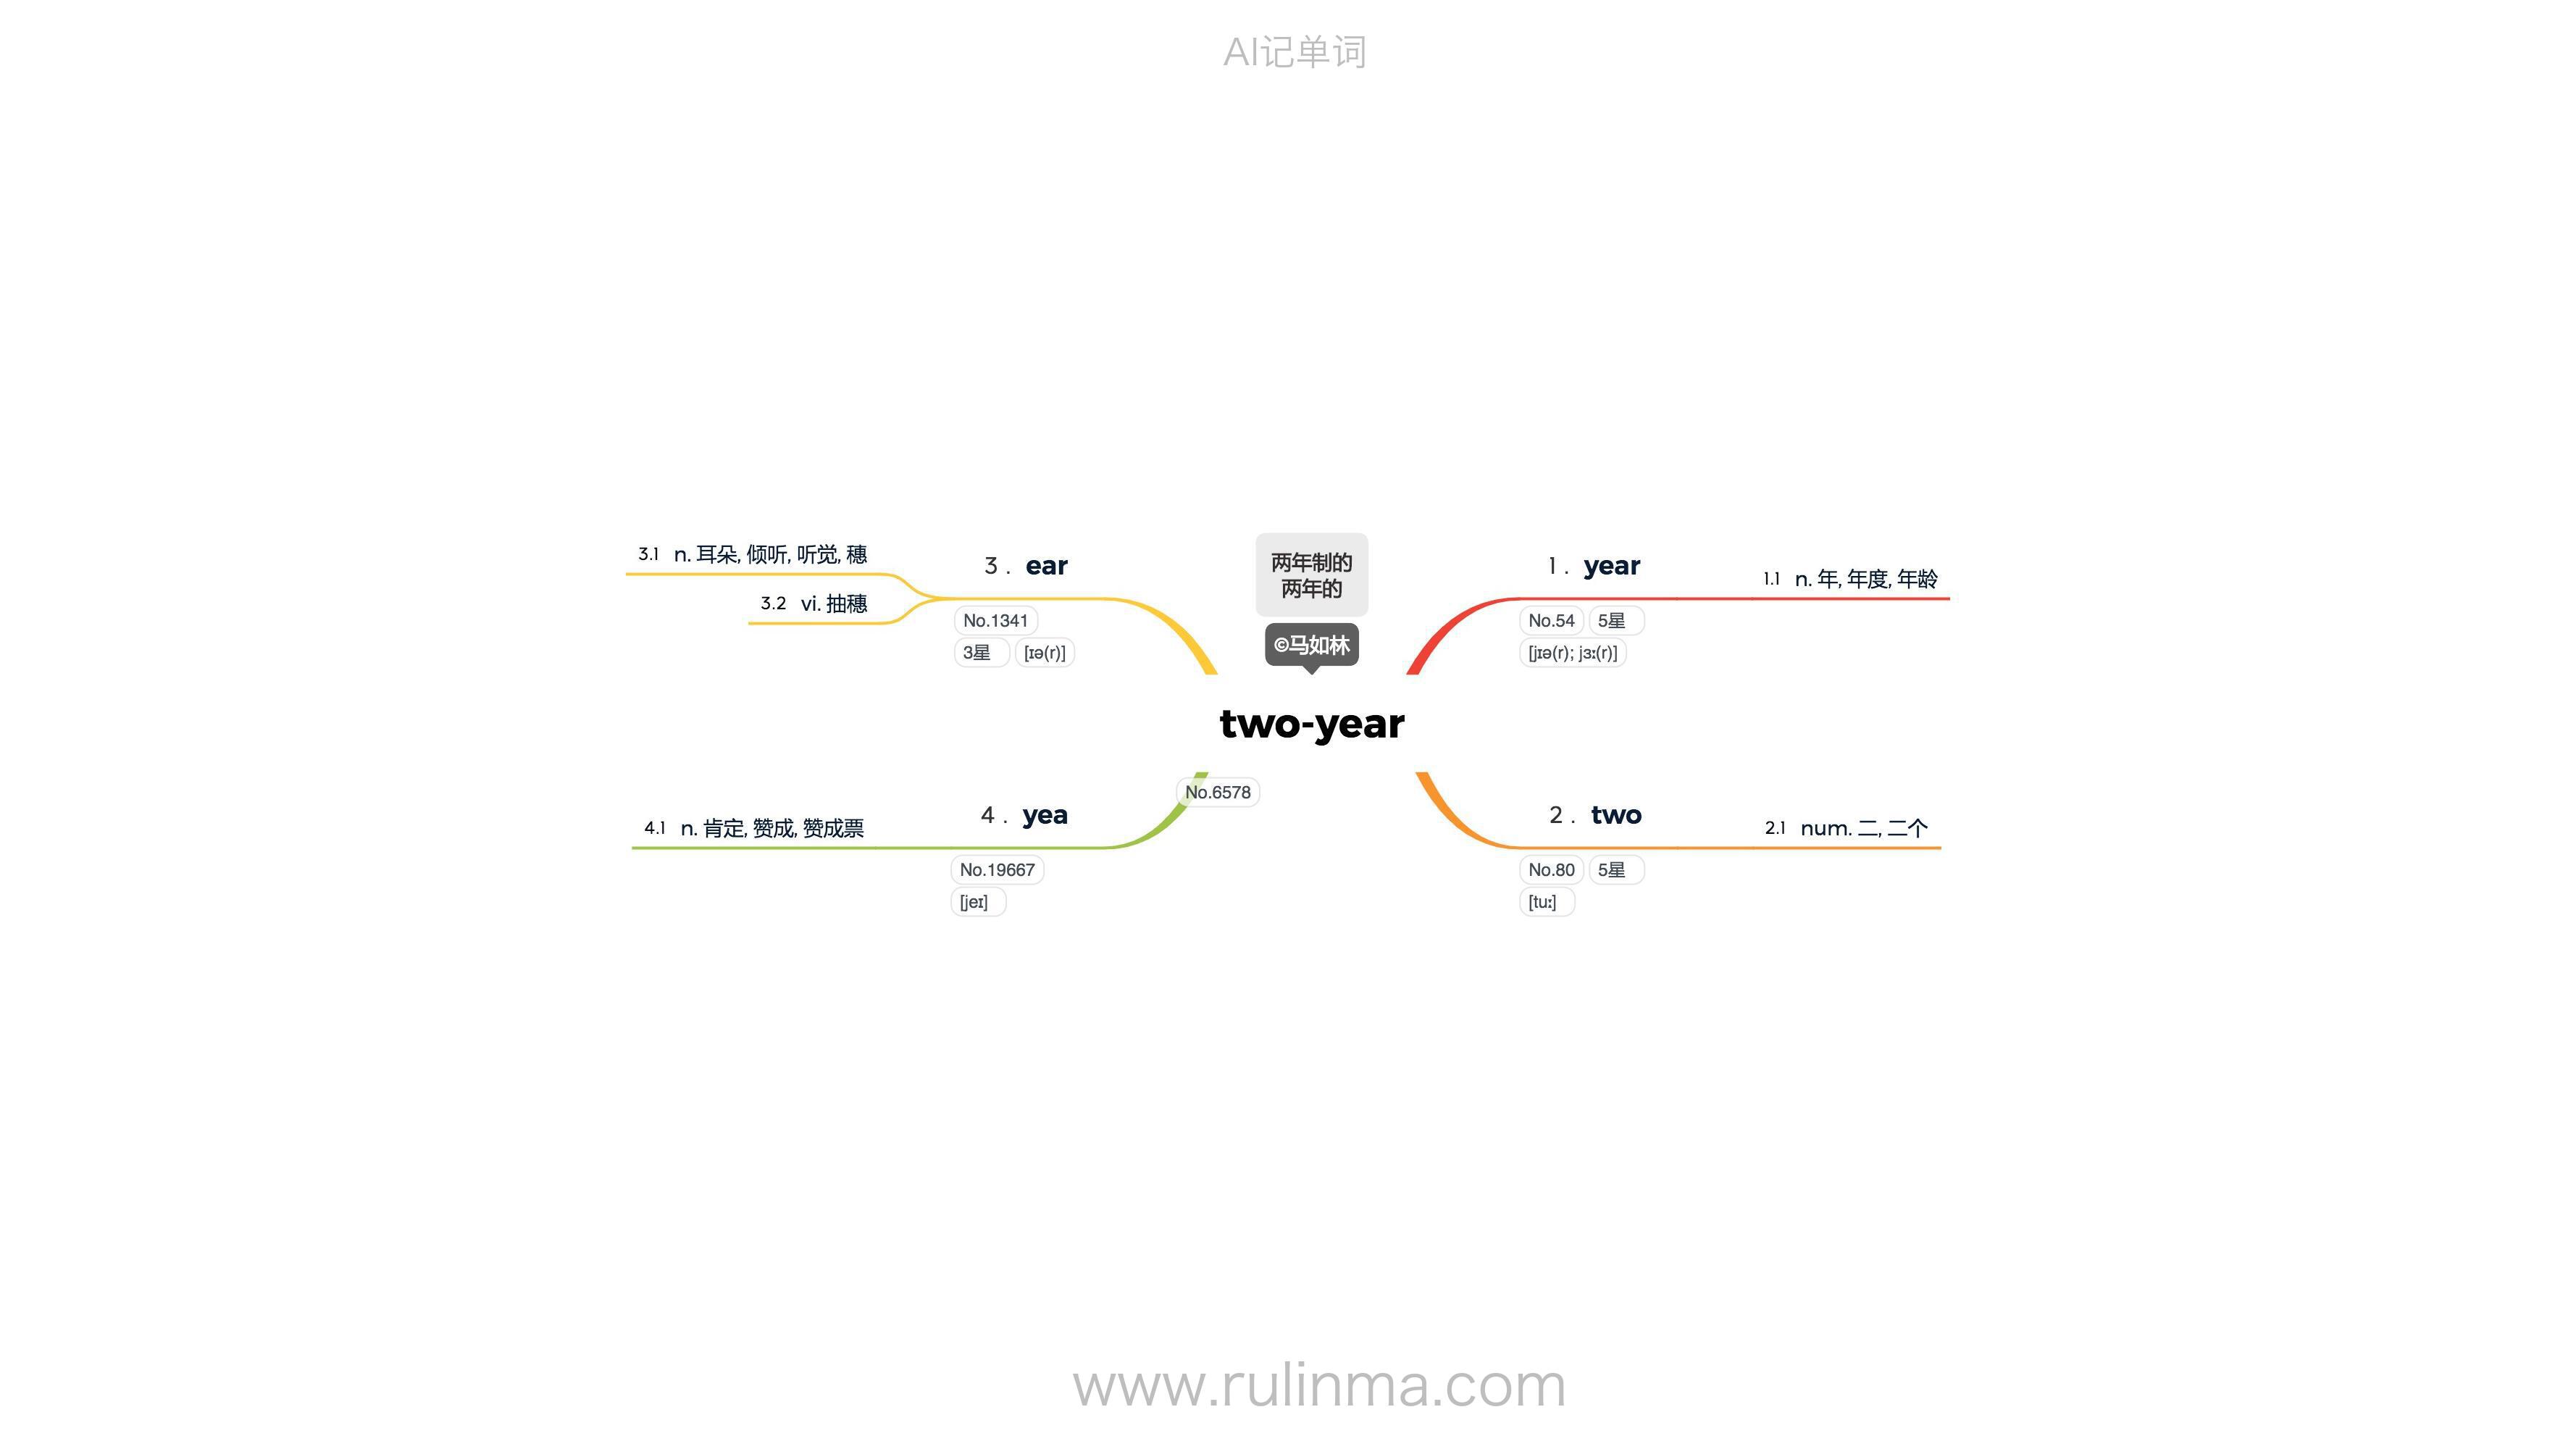 AI记单词
两年制的
两年的
©马如林
two-year
No.6578
1 . year
No.54 5星
[jɪə(r); jɜː(r)]
1.1 n. 年, 年度, 年龄
2 . two
No.80 5星
[tuː]
2.1 num. 二, 二个
3 . ear
No.1341
3星 [ɪə(r)]
3.1 n. 耳朵, 倾听, 听觉, 穗
3.2 vi. 抽穗
4 . yea
No.19667
[jeɪ]
4.1 n. 肯定, 赞成, 赞成票
www.rulinma.com